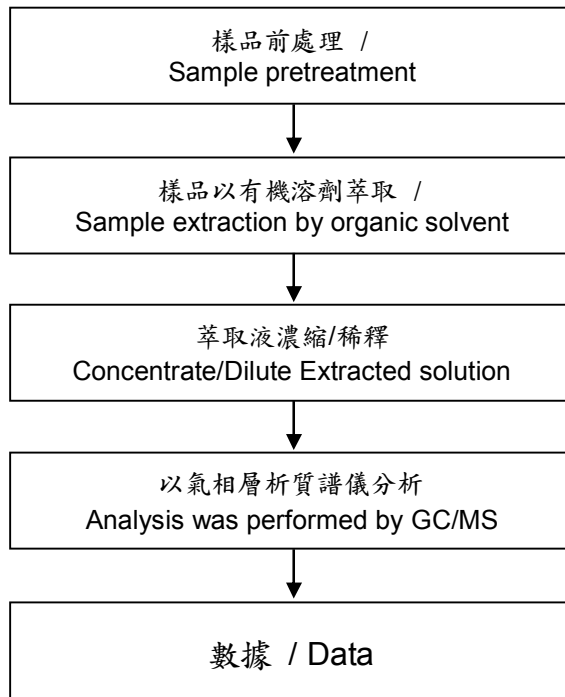 樣品前處理 /
Sample pretreatment
樣品以有機溶劑萃取 /
Sample extraction by organic solvent
萃取液濃縮/稀釋
Concentrate/Dilute Extracted solution
以氣相層析質譜儀分析
Analysis was performed by GC/MS
數據 / Data